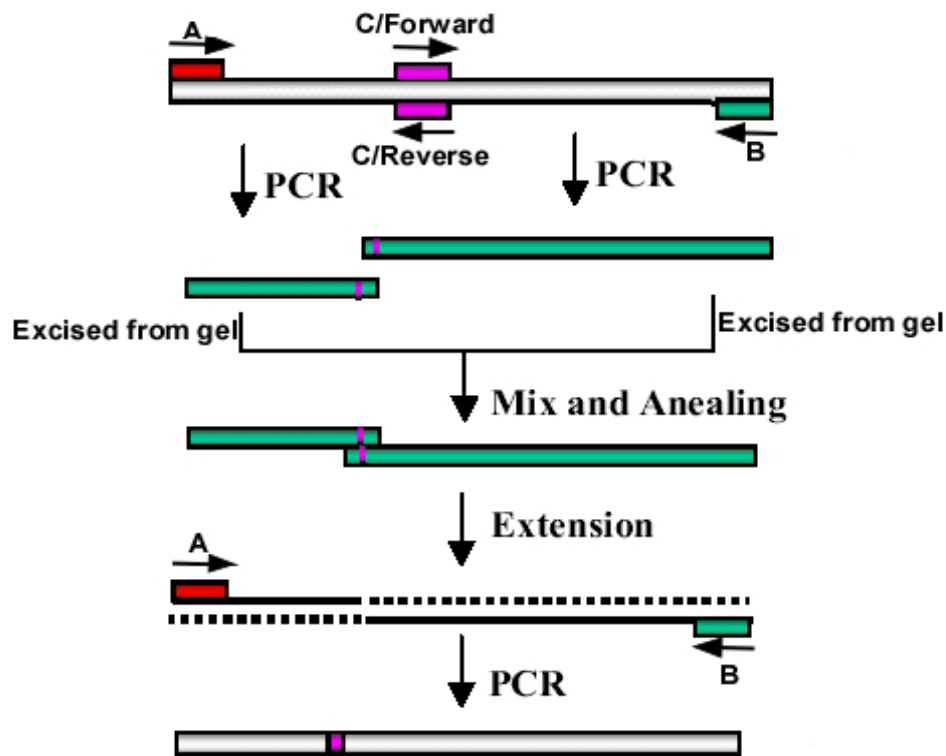 A
C/Forward
C/Reverse
B
PCR
PCR
Excised from gel
Excised from gel
Mix and Anealing
Extension
A
B
PCR